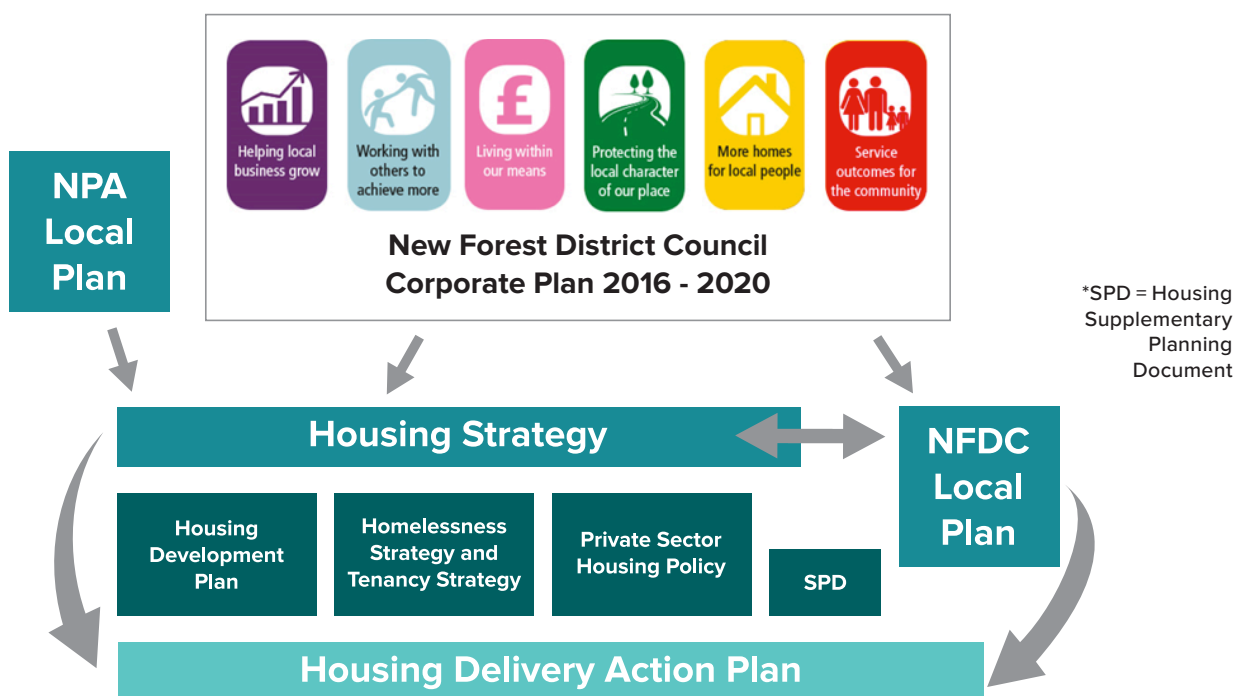 Helping local
business grow
Working with
others to
achieve more
£
Living within
our means
Protecting the
local character
of our place
More homes
for local people
Service
outcomes for
the community
New Forest District Council
Corporate Plan 2016 - 2020
NPA
Local
Plan
*SPD = Housing
Supplementary
Planning
Document
Housing Strategy
NFDC
Local
Plan
Housing
Development
Plan
Homelessness
Strategy and
Tenancy Strategy
Private Sector
Housing Policy
SPD
Housing Delivery Action Plan